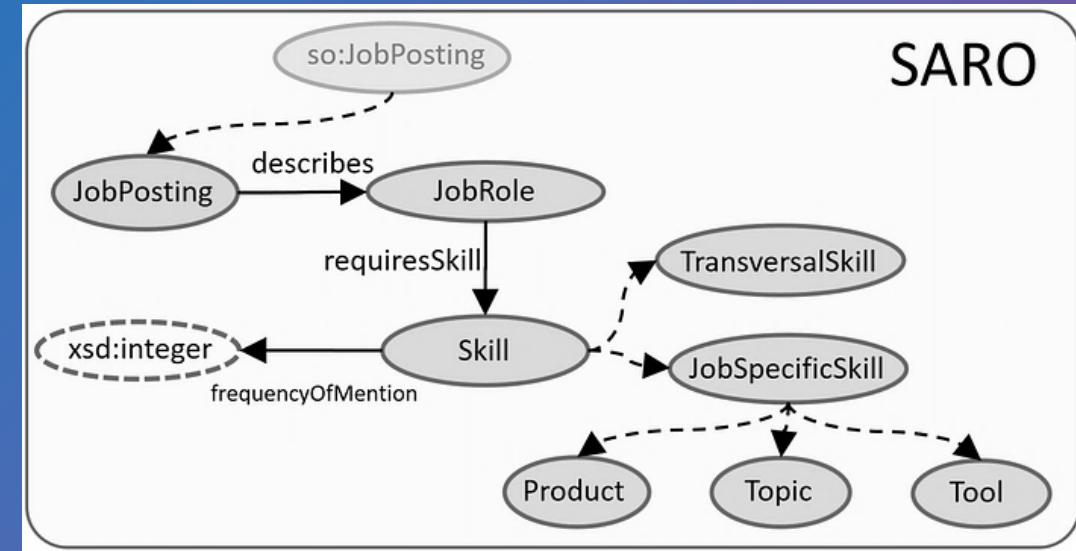 SARO
so:JobPosting
describes
JobPosting
JobRole
requiresSkill
TransversalSkill
xsd:integer
Skill
JobSpecificSkill
frequencyOfMention
Product
Topic
Tool